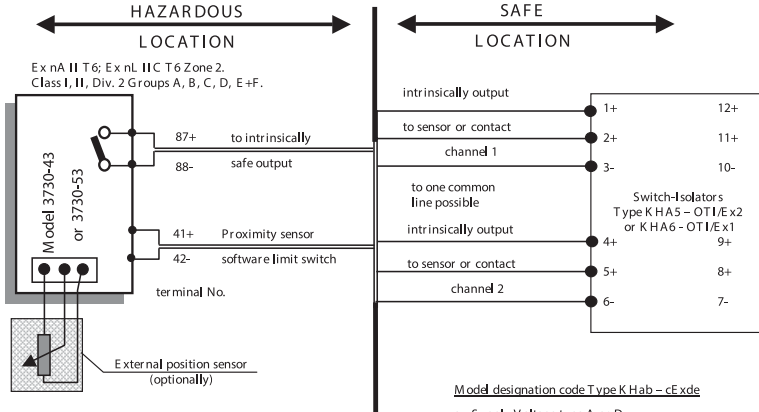 HAZARDOUS
LOCATION
SAFE
LOCATION
Ex nA II T6; Ex nL IIC T6 Zone 2.
Class I, II, Div. 2 Groups A, B, C, D, E+F.
Model 3730-43
or 3730-53
87+ to intrinsically
88- safe output
41+ Proximity sensor
42- software limit switch
terminal No.
External position sensor
(optionally)
intrinsically output
to sensor or contact
channel 1
to one common
line possible
intrinsically output
to sensor or contact
channel 2
1+ 12+
2+ 11+
3- 10-
Switch-Isolators
Type KHA5 – OTI/Ex2
or KHA6 - OTI/Ex1
4+ 9+
5+ 8+
6- 7-
Model designation code Type KHab – cExde